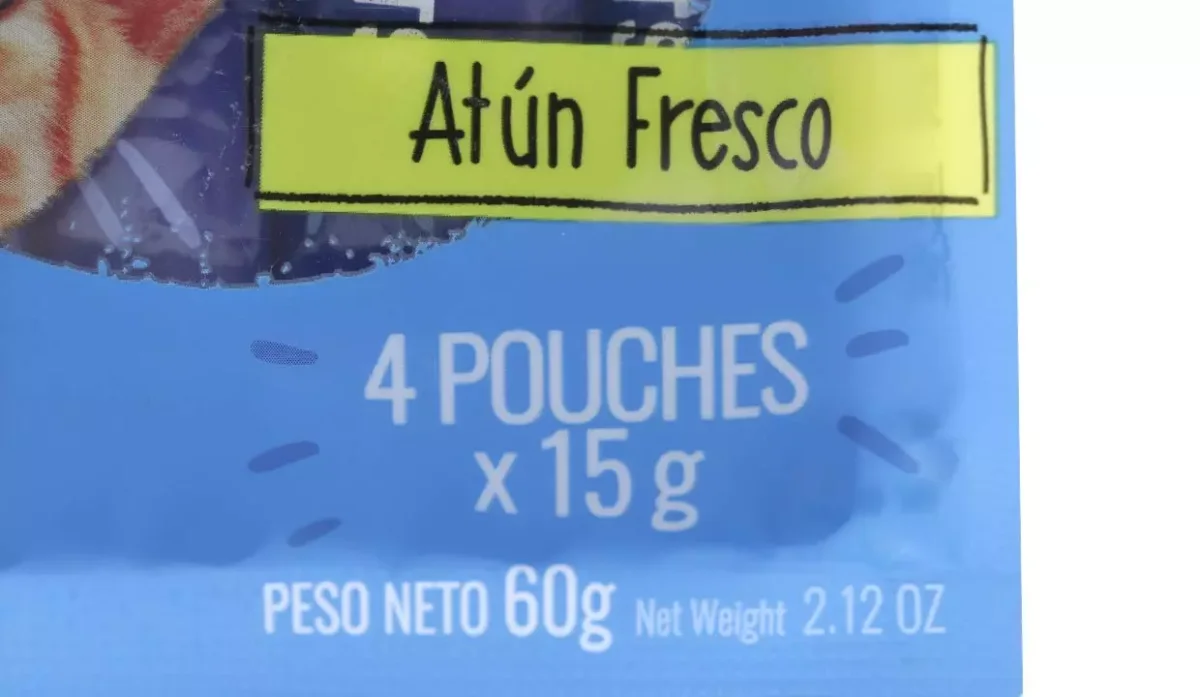 Atún Fresco
4 POUCHES
x 15 g
PESO NETO 60g Net Weight 2.12 OZ